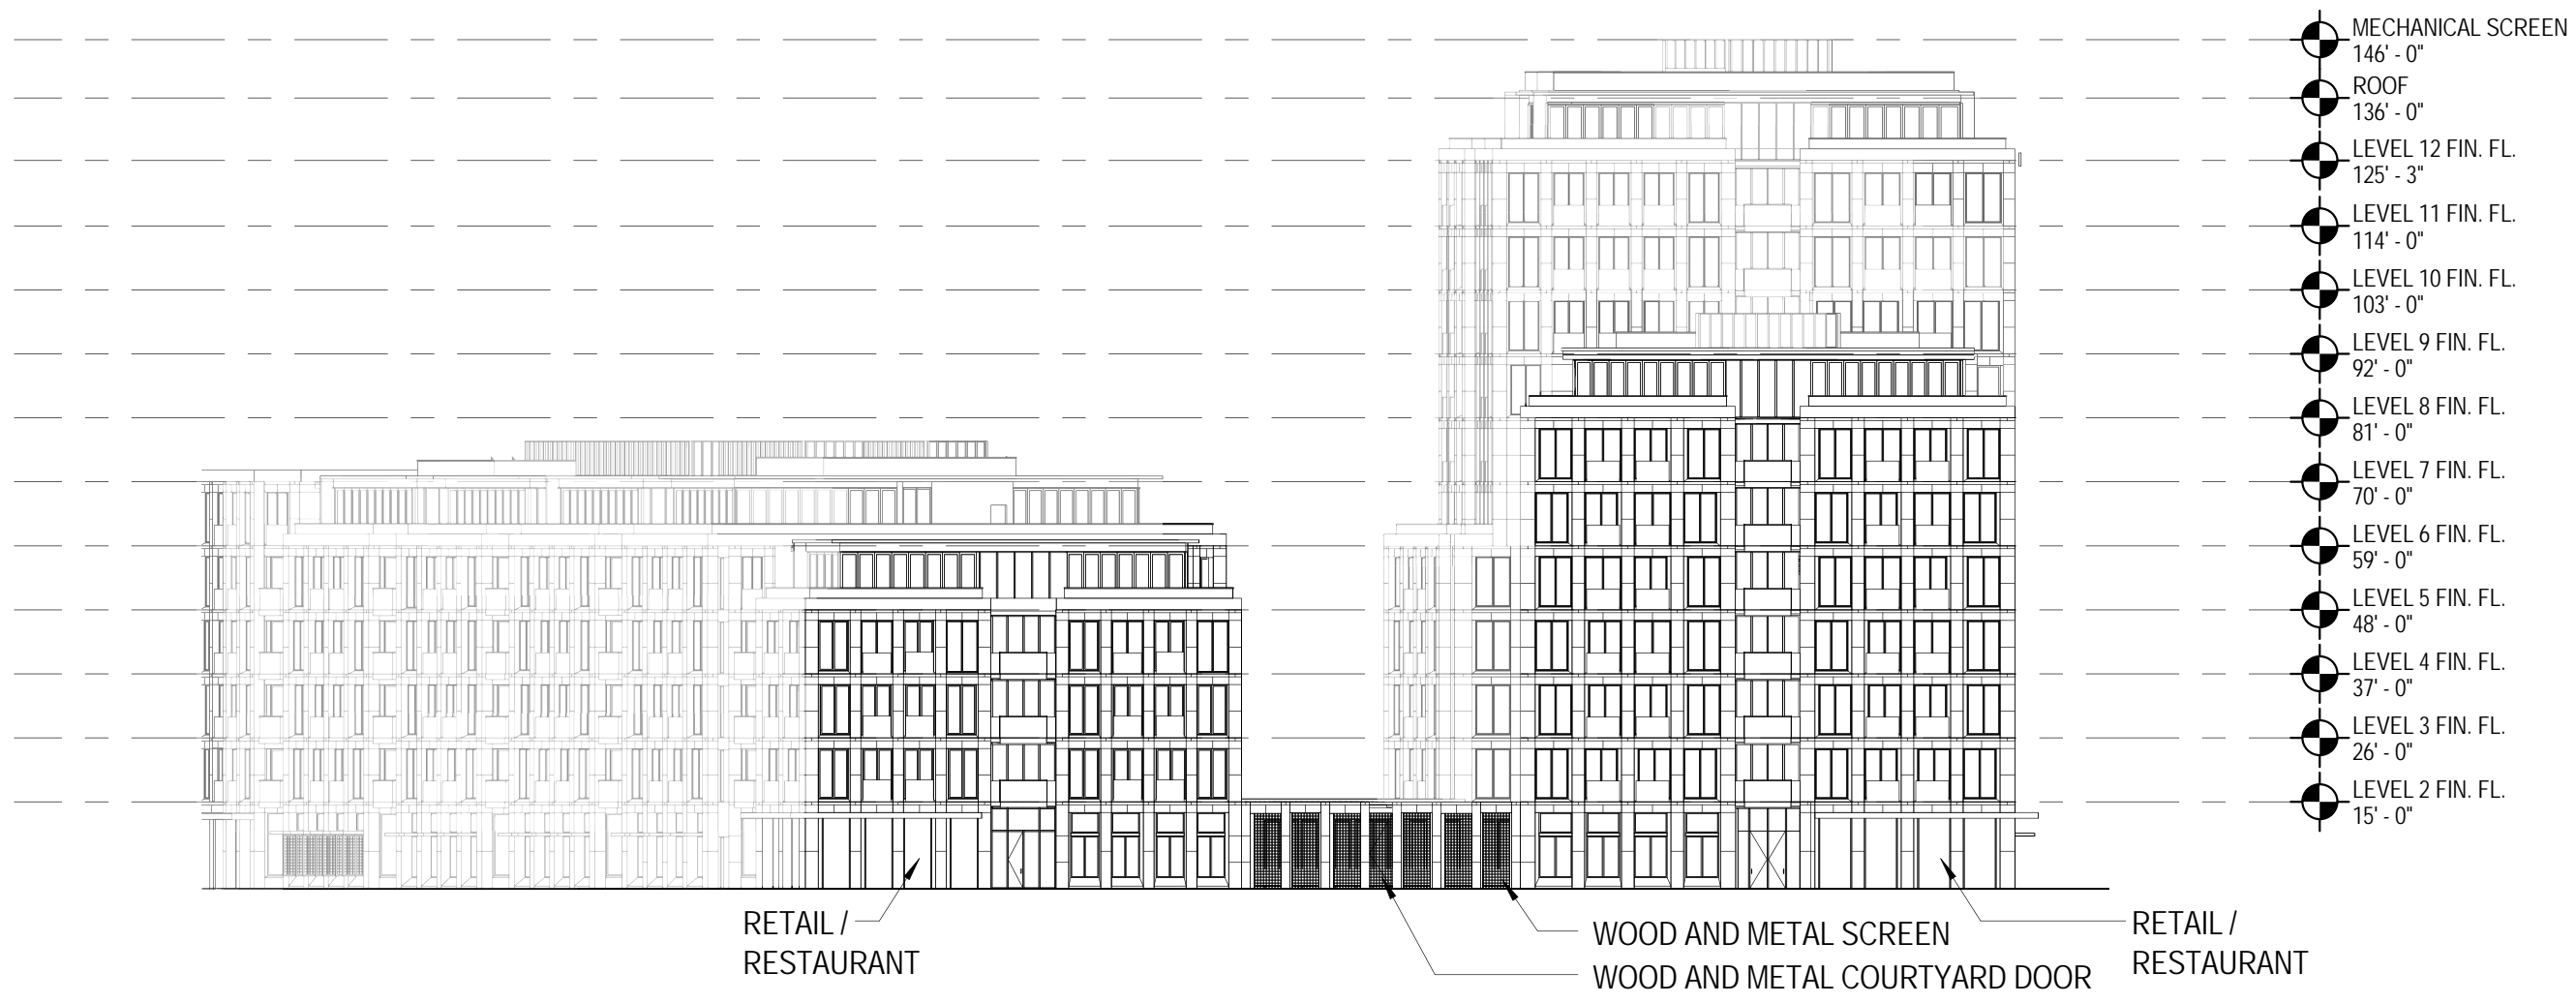 MECHANICAL SCREEN
146' - 0"
ROOF
136' - 0"
LEVEL 12 FIN. FL.
125' - 3"
LEVEL 11 FIN. FL.
114' - 0"
LEVEL 10 FIN. FL.
103' - 0"
LEVEL 9 FIN. FL.
92' - 0"
LEVEL 8 FIN. FL.
81' - 0"
LEVEL 7 FIN. FL.
70' - 0"
LEVEL 6 FIN. FL.
59' - 0"
LEVEL 5 FIN. FL.
48' - 0"
LEVEL 4 FIN. FL.
37' - 0"
LEVEL 3 FIN. FL.
26' - 0"
LEVEL 2 FIN. FL.
15' - 0"
RETAIL /
RESTAURANT
WOOD AND METAL SCREEN
WOOD AND METAL COURTYARD DOOR
RETAIL /
RESTAURANT